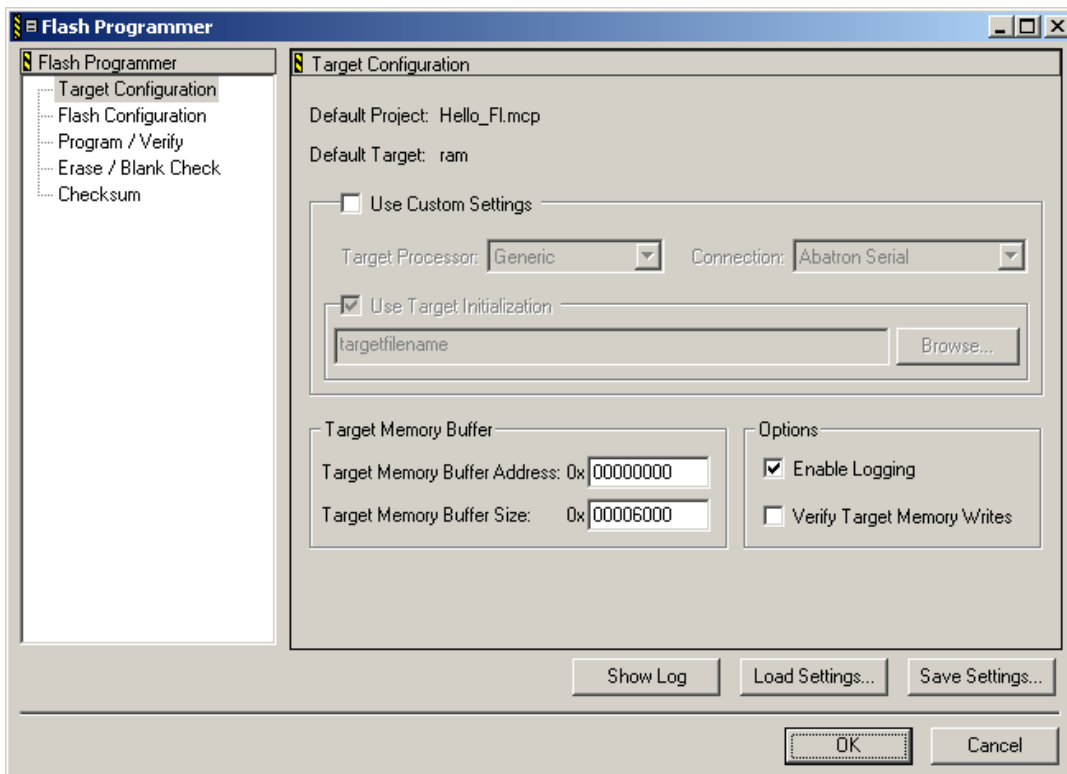 Flash Programmer
Flash Programmer
Target Configuration
Flash Configuration
Program / Verify
Erase / Blank Check
Checksum
Target Configuration
Default Project: Hello_Fl.mcp
Default Target: ram
Use Custom Settings
Target Processor: Generic Connection: Abatron Serial
Use Target Initialization
targetfilename Browse...
Target Memory Buffer
Target Memory Buffer Address: 0x 00000000
Target Memory Buffer Size: 0x 00006000
Options
Enable Logging
Verify Target Memory Writes
Show Log Load Settings... Save Settings...
OK Cancel